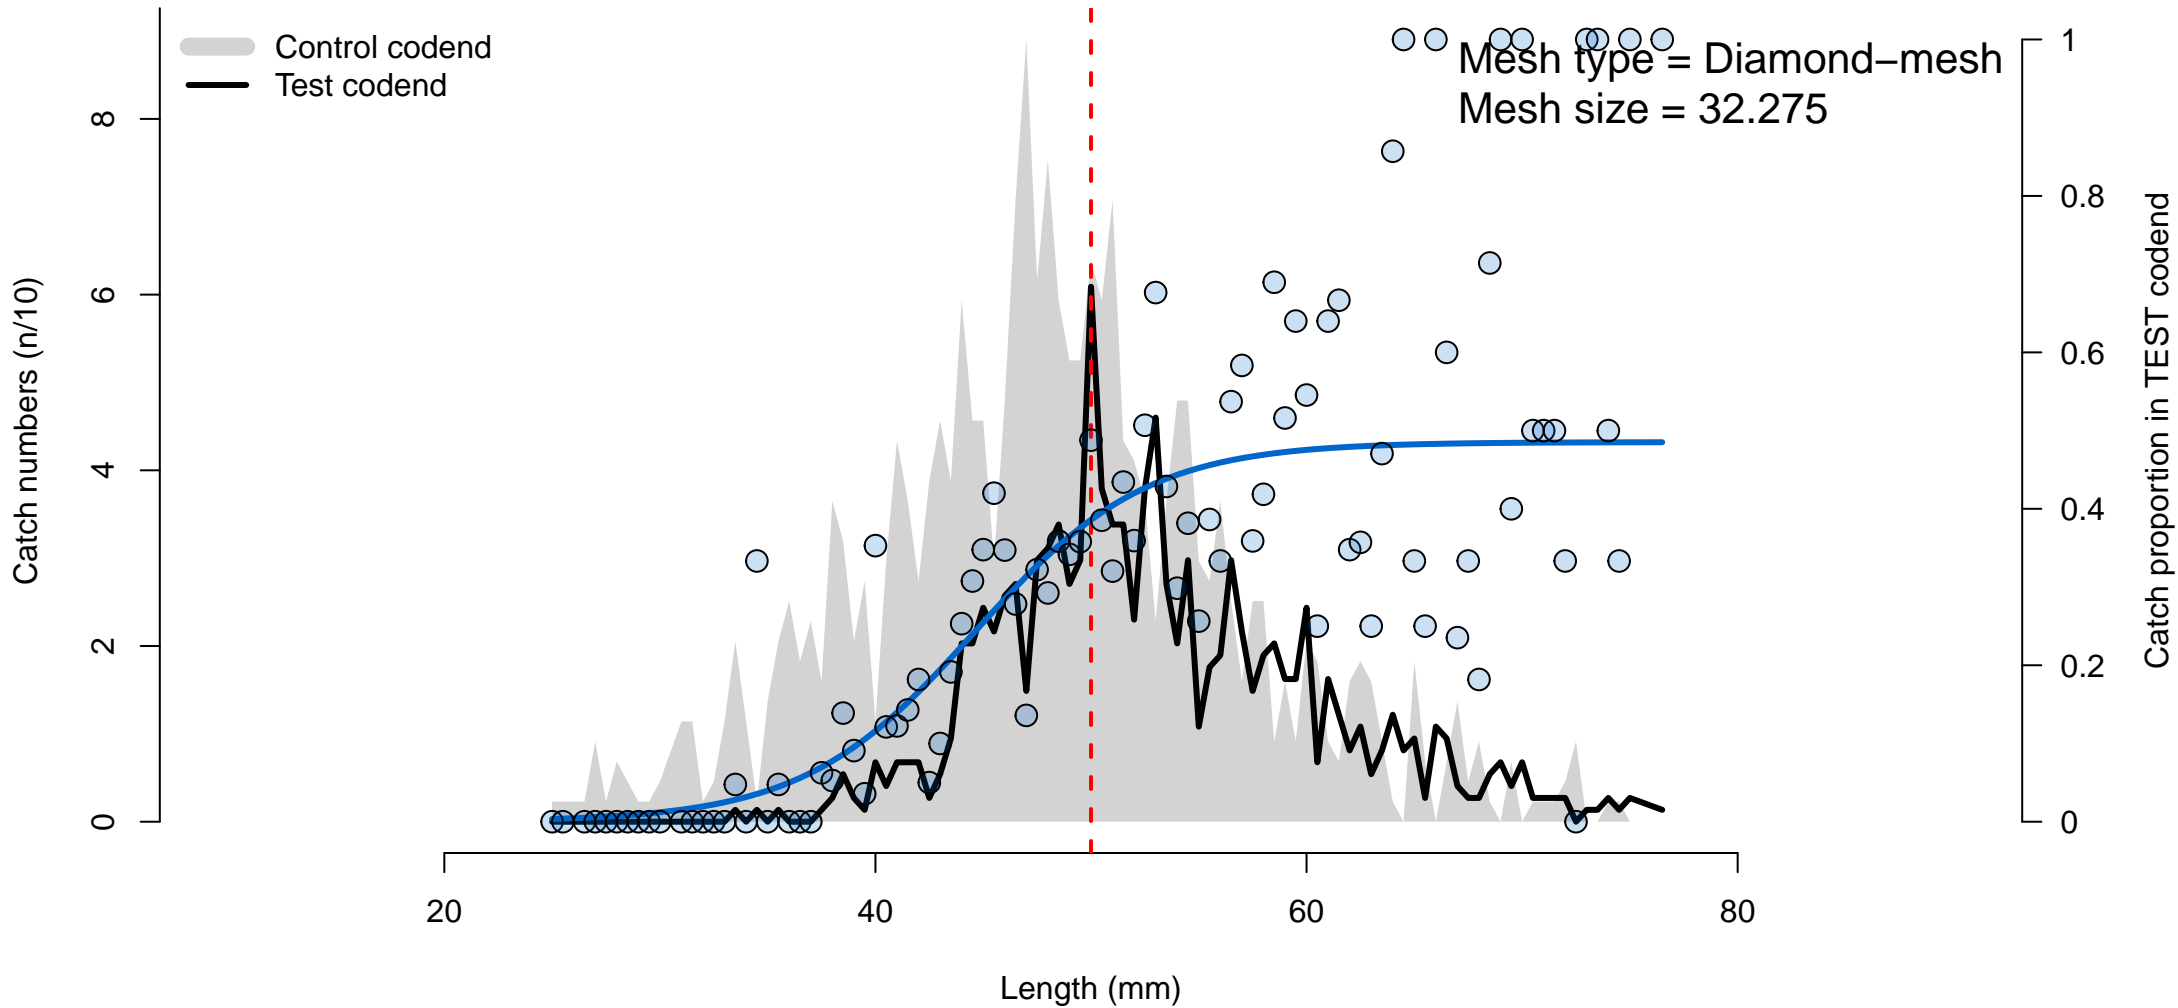 Control codend
Test codend
Mesh type = Diamond−mesh
Mesh size = 32.275
Catch numbers (n/10)
0
2
4
6
8
Catch proportion in TEST codend
0
0.2
0.4
0.6
0.8
1
20
40
60
80
Length (mm)